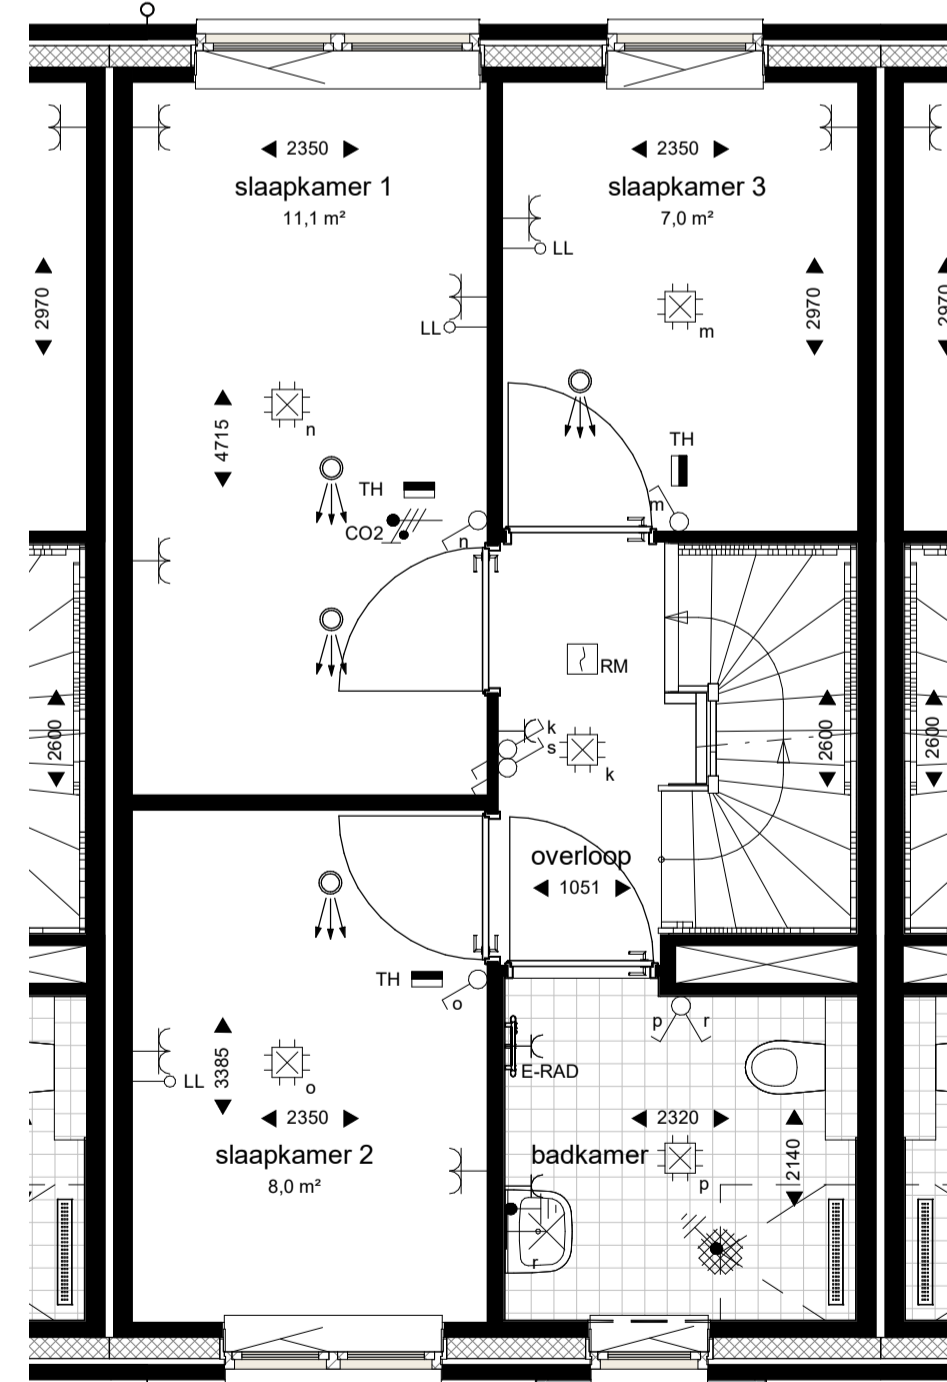 2350
slaapkamer 1
11,1 m²
2350
slaapkamer 3
7,0 m²
LL
2970
2970
2970
LL
m
n
4715
TH
TH
CO2
n
m
RM
k
s
k
2600
2600
2600
overloop
1051
TH
o
p
r
E-RAD
LL
3385
o
2350
2320
slaapkamer 2
8,0 m²
badkamer
p
2140
r